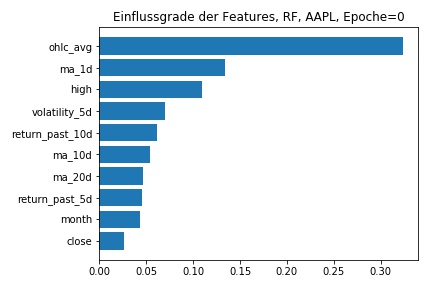 Einflussgrade der Features, RF, AAPL, Epoche=0
ohlc_avg
ma_1d
high
volatility_5d
return_past_10d
ma_10d
ma_20d
return_past_5d
month
close
0.00 0.05 0.10 0.15 0.20 0.25 0.30